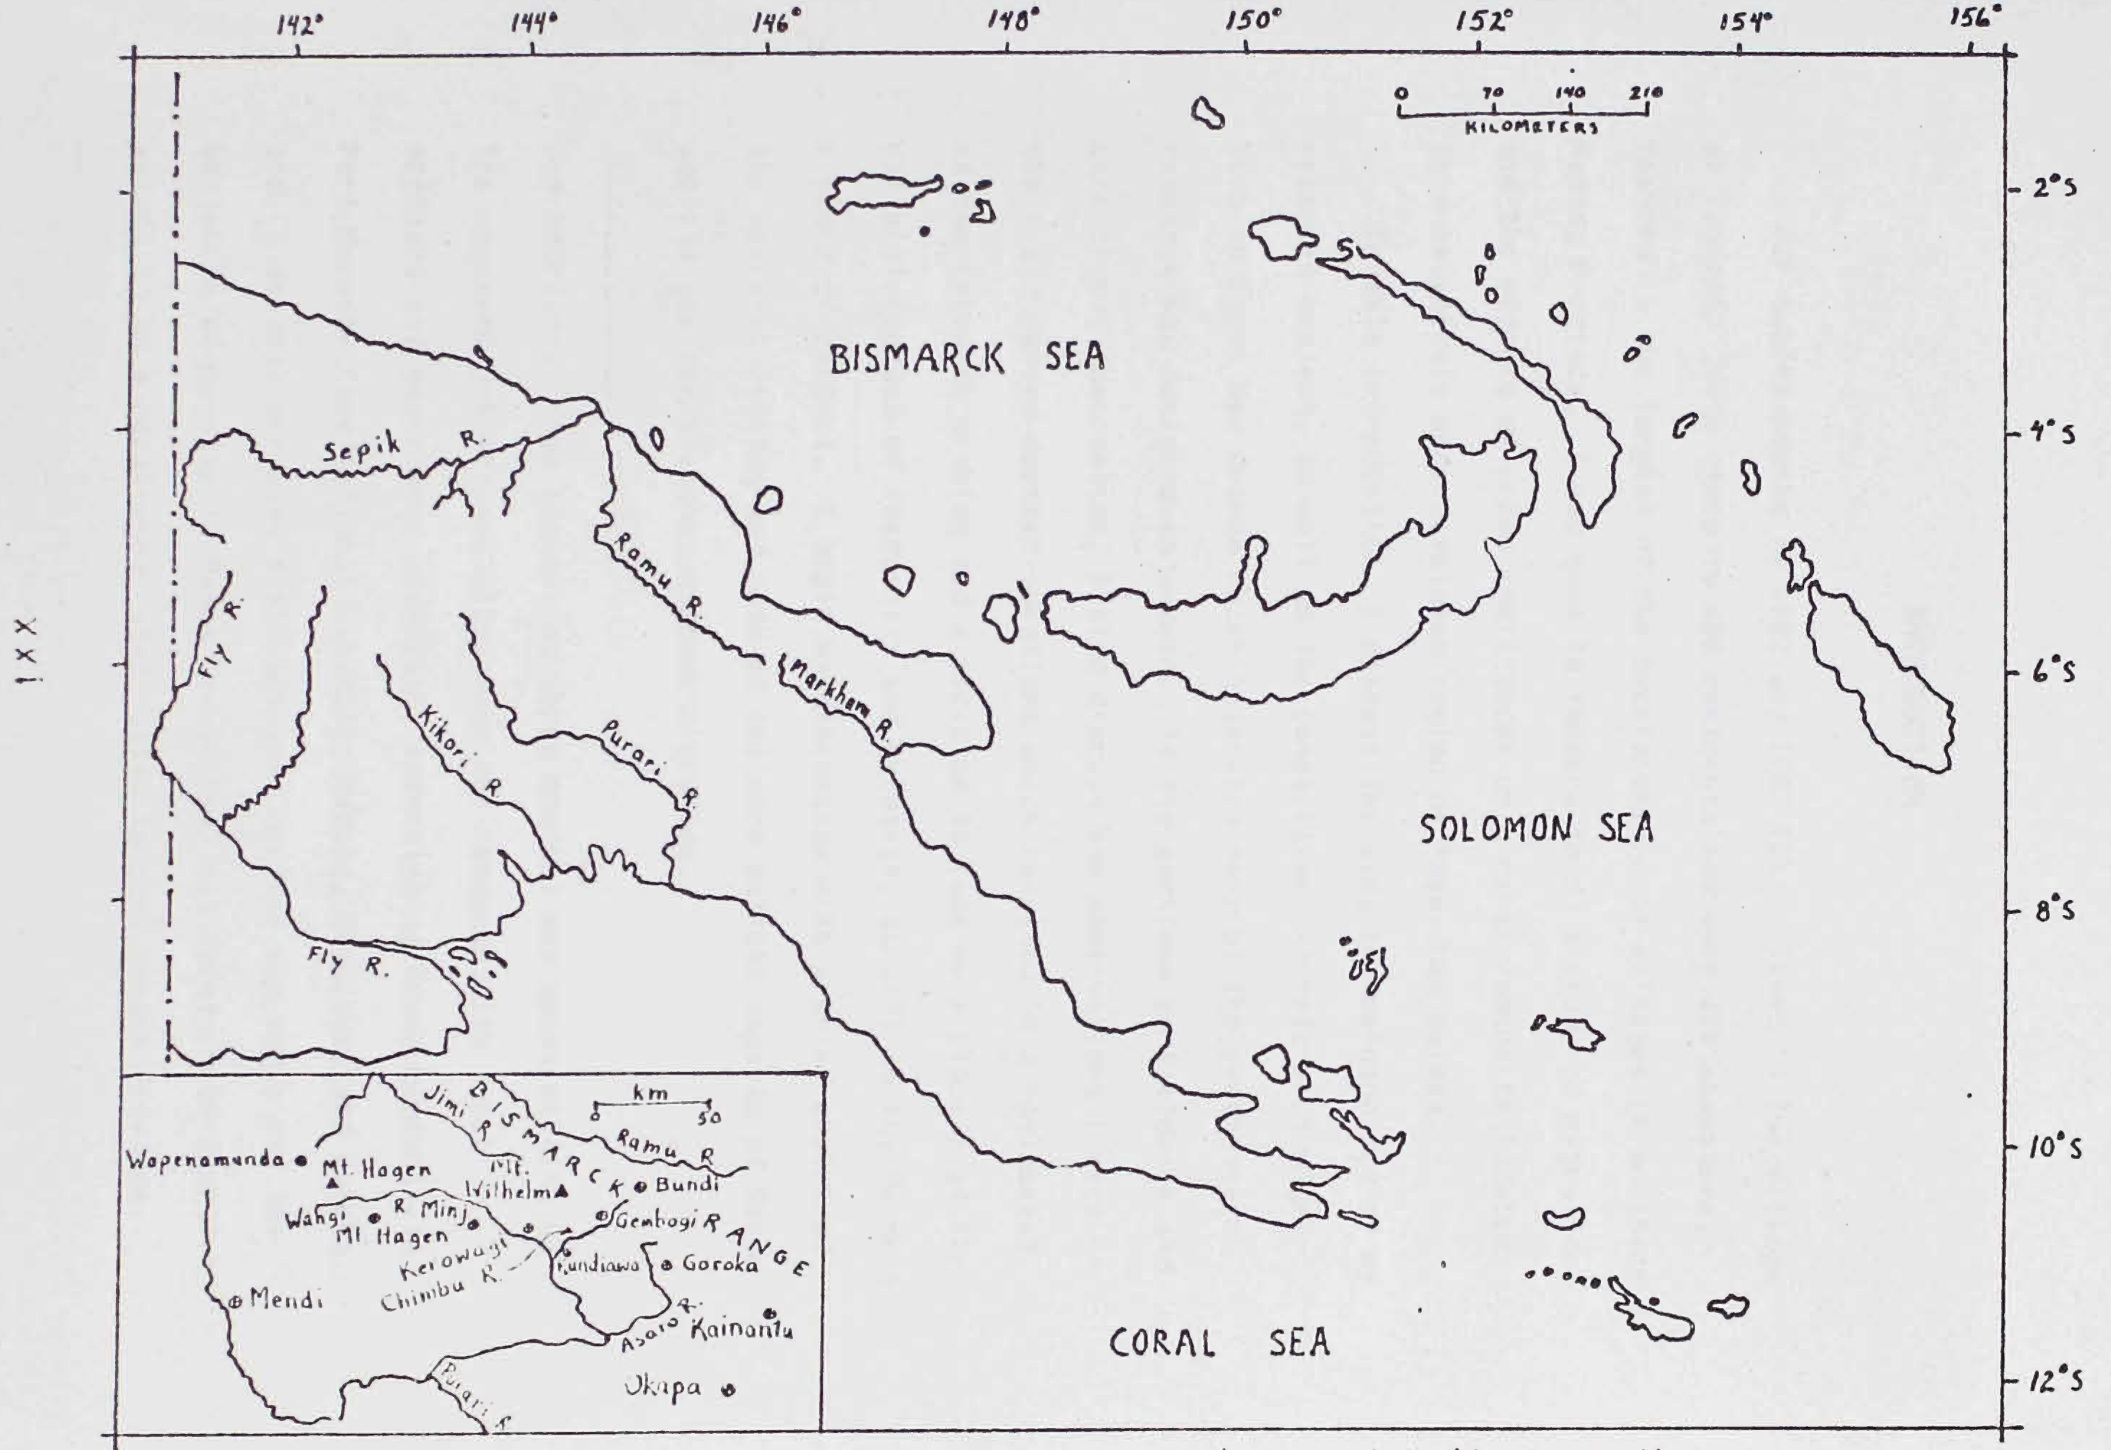 142° 144° 146° 148° 150° 152° 154° 156°
0 70 140 210
KILOMETERS
2°S
BISMARCK SEA
4°S
Sepik R.
Ramu R.
Fly R.
6°S
Markham R.
Kikori R.
Purari R.
SOLOMON SEA
8°S
Fly R.
10°S
CORAL SEA
12°S
1XX
km
0 50
BISMARCK RANGE
Jimi R.
Ramu R.
Wapenamunda
Mt. Hagen
Mt. Wilhelm
Bundi
Wahgi R
Minj
Mt. Hagen
Gembogi
Kerowagi
Chimbu R.
Kundiawa
Goroka
Mendi
Asaro R.
Kainantu
Purari R.
Okapa